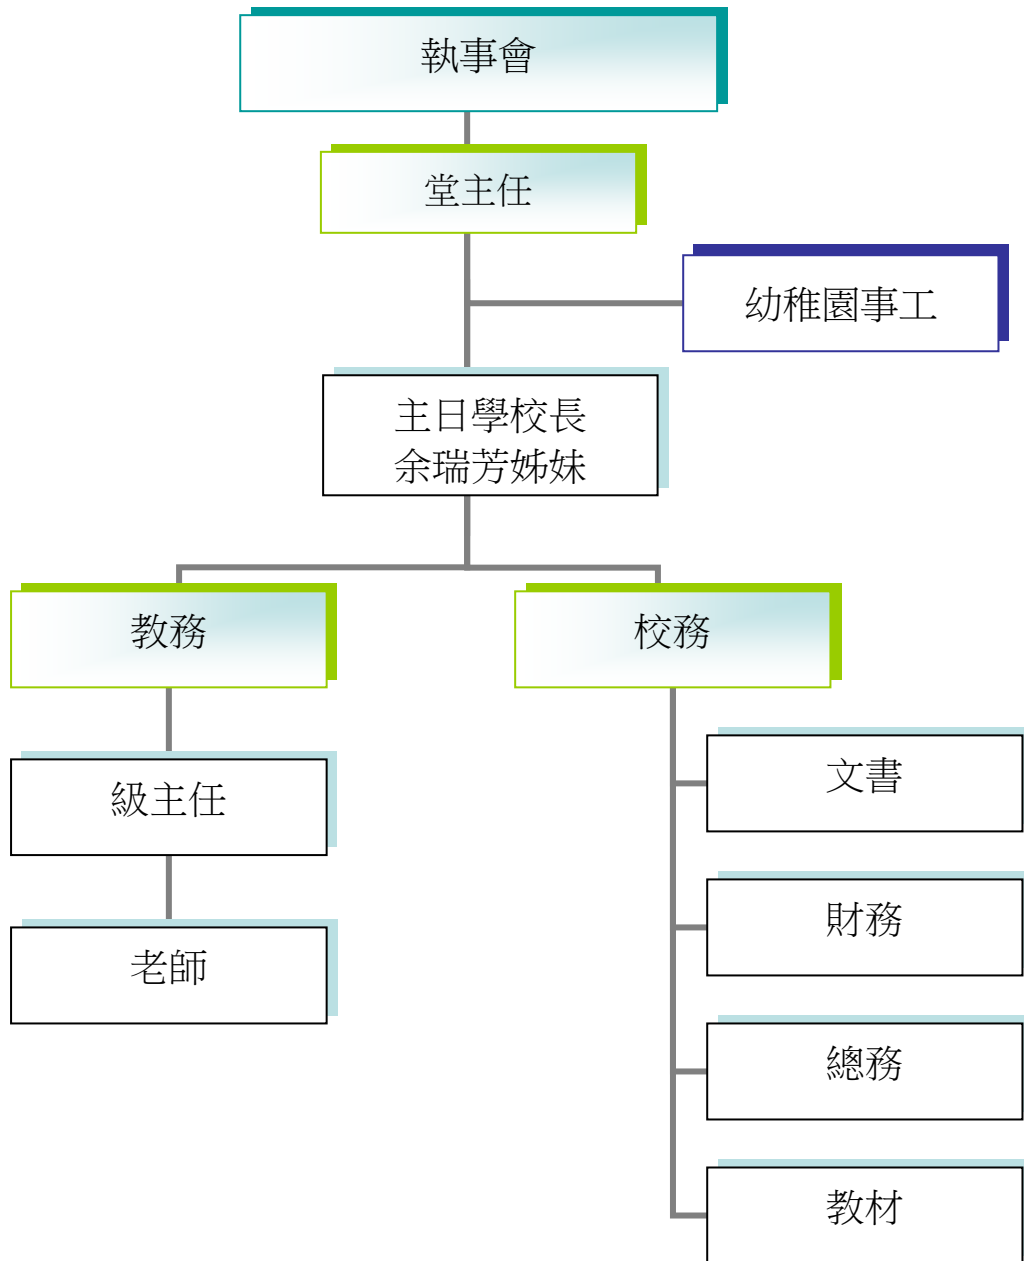 執事會
堂主任
幼稚園事工
主日學校長
余瑞芳姊妹
教務
校務
級主任
文書
老師
財務
總務
教材